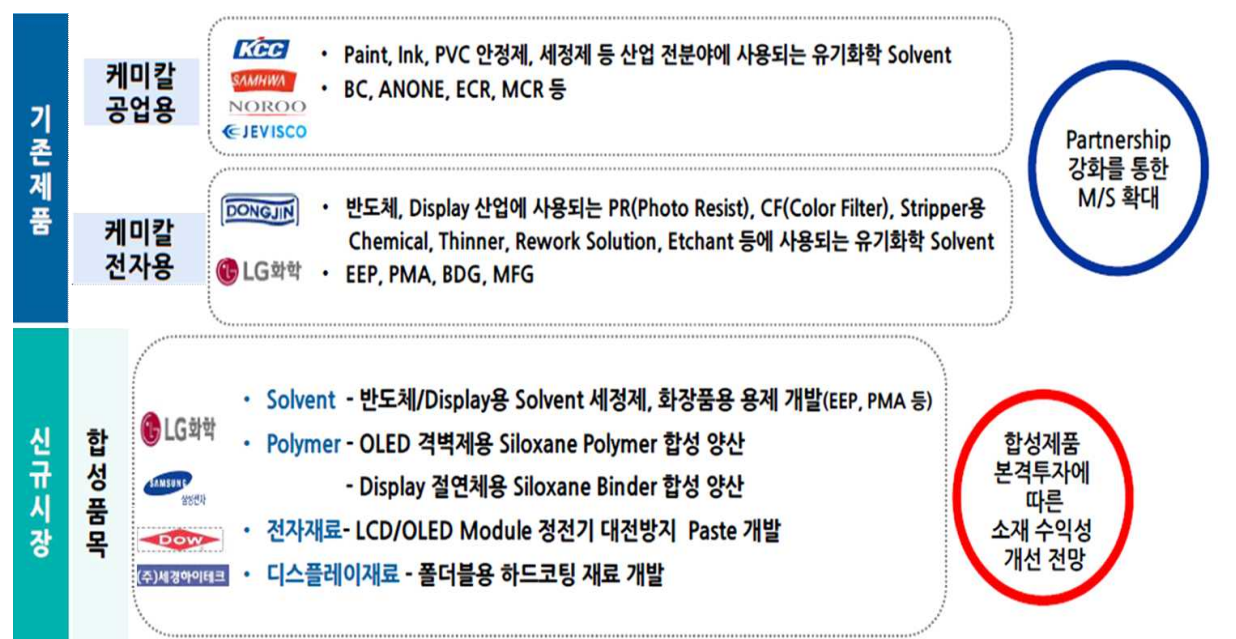 기존제품
케미칼
공업용
KCC
SAMHWA
NOROO
JEVISCO
• Paint, Ink, PVC 안정제, 세정제 등 산업 전분야에 사용되는 유기화학 Solvent
• BC, ANONE, ECR, MCR 등
케미칼
전자용
DONGJIN
LG화학
• 반도체, Display 산업에 사용되는 PR(Photo Resist), CF(Color Filter), Stripper용
Chemical, Thinner, Rework Solution, Etchant 등에 사용되는 유기화학 Solvent
• EEP, PMA, BDG, MFG
Partnership
강화를 통한
M/S 확대
신규시장
합성품목
LG화학
SAMSUNG
삼성전자
DOW
(주)세경하이테크
• Solvent - 반도체/Display용 Solvent 세정제, 화장품용 용제 개발(EEP, PMA 등)
• Polymer - OLED 격벽제용 Siloxane Polymer 합성 양산
- Display 절연체용 Siloxane Binder 합성 양산
• 전자재료- LCD/OLED Module 정전기 대전방지 Paste 개발
• 디스플레이재료 - 폴더블용 하드코팅 재료 개발
합성제품
본격투자에
따른
소재 수익성
개선 전망